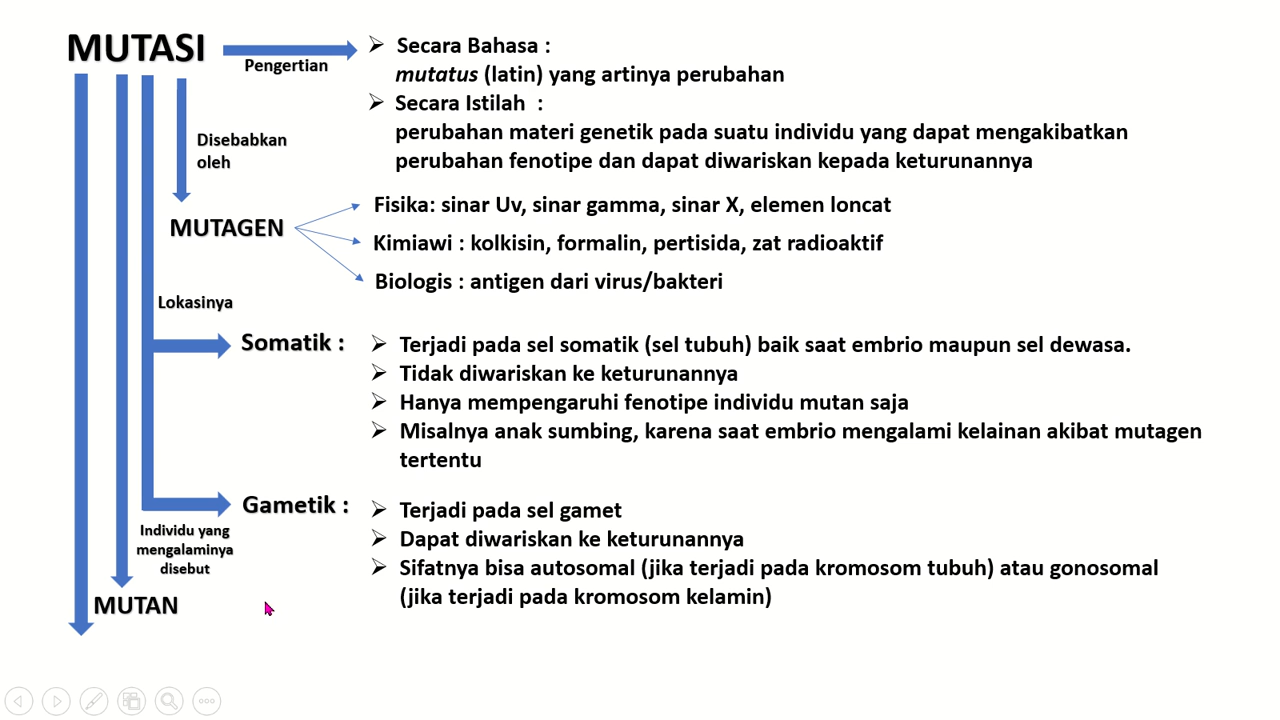 MUTASI
Pengertian
Secara Bahasa :
mutatus (latin) yang artinya perubahan
Secara Istilah :
perubahan materi genetik pada suatu individu yang dapat mengakibatkan
perubahan fenotipe dan dapat diwariskan kepada keturunannya
Disebabkan
oleh
MUTAGEN
Fisika: sinar Uv, sinar gamma, sinar X, elemen loncat
Kimiawi : kolkisin, formalin, pertisida, zat radioaktif
Biologis : antigen dari virus/bakteri
Lokasinya
Somatik :
Terjadi pada sel somatik (sel tubuh) baik saat embrio maupun sel dewasa.
Tidak diwariskan ke keturunannya
Hanya mempengaruhi fenotipe individu mutan saja
Misalnya anak sumbing, karena saat embrio mengalami kelainan akibat mutagen
tertentu
Gametik :
Terjadi pada sel gamet
Dapat diwariskan ke keturunannya
Sifatnya bisa autosomal (jika terjadi pada kromosom tubuh) atau gonosomal
(jika terjadi pada kromosom kelamin)
Individu yang
mengalaminya
disebut
MUTAN